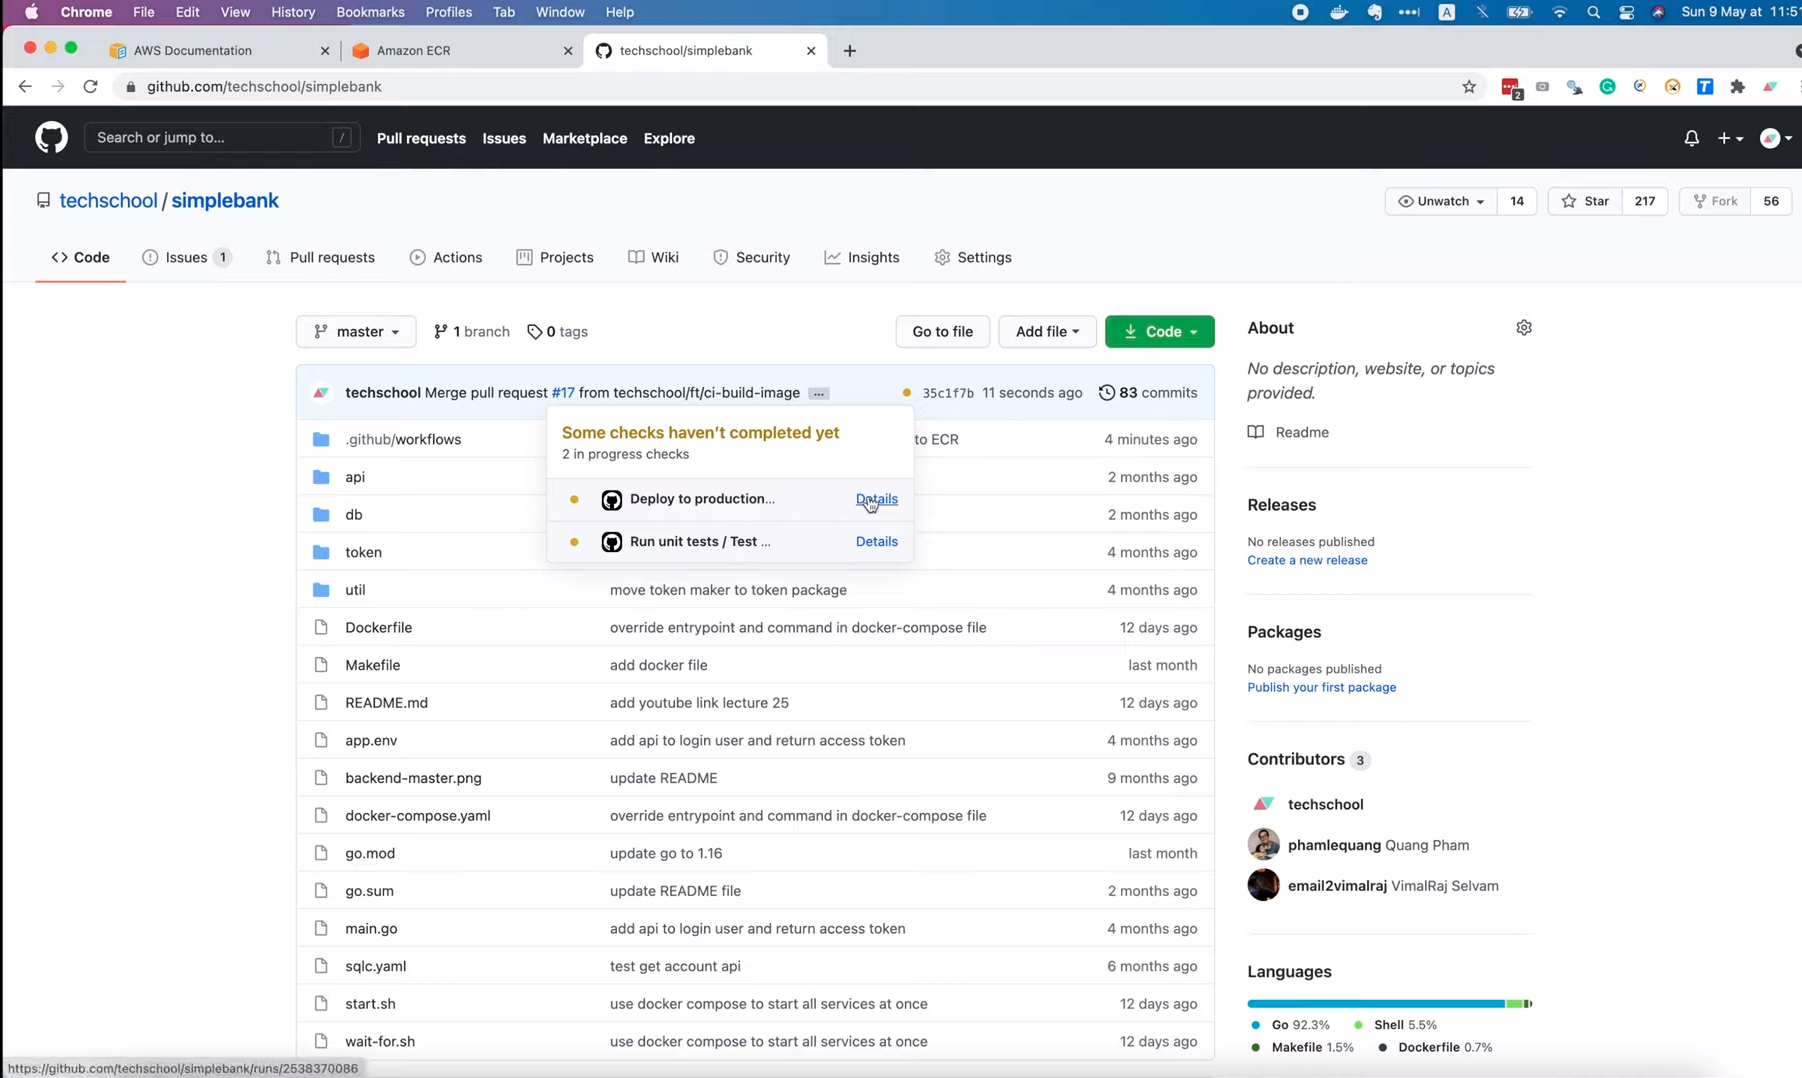 Chrome File Edit View History Bookmarks Profiles Tab Window Help
A
Sun 9 May at 11:51
AWS Documentation
Amazon ECR
techschool/simplebank
github.com/techschool/simplebank
2
T
Search or jump to...
/
Pull requests Issues Marketplace Explore
techschool / simplebank
Unwatch 14 Star 217 Fork 56
Code Issues 1 Pull requests Actions Projects Wiki Security Insights Settings
master 1 branch 0 tags Go to file Add file Code
techschool Merge pull request #17 from techschool/ft/ci-build-image ... 35c1f7b 11 seconds ago 83 commits
Some checks haven't completed yet
2 in progress checks
Deploy to production... Details
Run unit tests / Test ... Details
.github/workflows to ECR 4 minutes ago
api 2 months ago
db 2 months ago
token 4 months ago
util move token maker to token package 4 months ago
Dockerfile override entrypoint and command in docker-compose file 12 days ago
Makefile add docker file last month
README.md add youtube link lecture 25 12 days ago
app.env add api to login user and return access token 4 months ago
backend-master.png update README 9 months ago
docker-compose.yaml override entrypoint and command in docker-compose file 12 days ago
go.mod update go to 1.16 last month
go.sum update README file 2 months ago
main.go add api to login user and return access token 4 months ago
sqlc.yaml test get account api 6 months ago
start.sh use docker compose to start all services at once 12 days ago
wait-for.sh use docker compose to start all services at once 12 days ago
About
No description, website, or topics
provided.
Readme
Releases
No releases published
Create a new release
Packages
No packages published
Publish your first package
Contributors 3
techschool
phamlequang Quang Pham
email2vimalraj VimalRaj Selvam
Languages
Go 92.3% Shell 5.5%
Makefile 1.5% Dockerfile 0.7%
https://github.com/techschool/simplebank/runs/2538370086